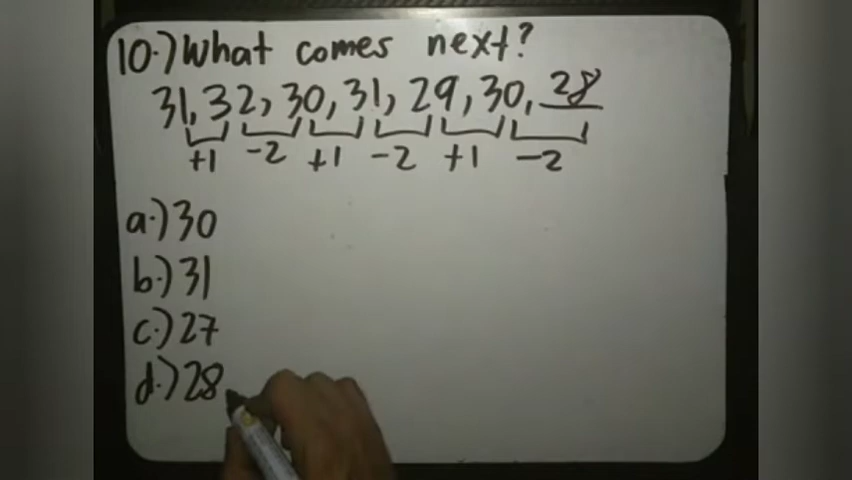 10.) What comes next?
31, 32, 30, 31, 29, 30, 28
+1 -2 +1 -2 +1 -2
a.) 30
b.) 31
c.) 27
d.) 28